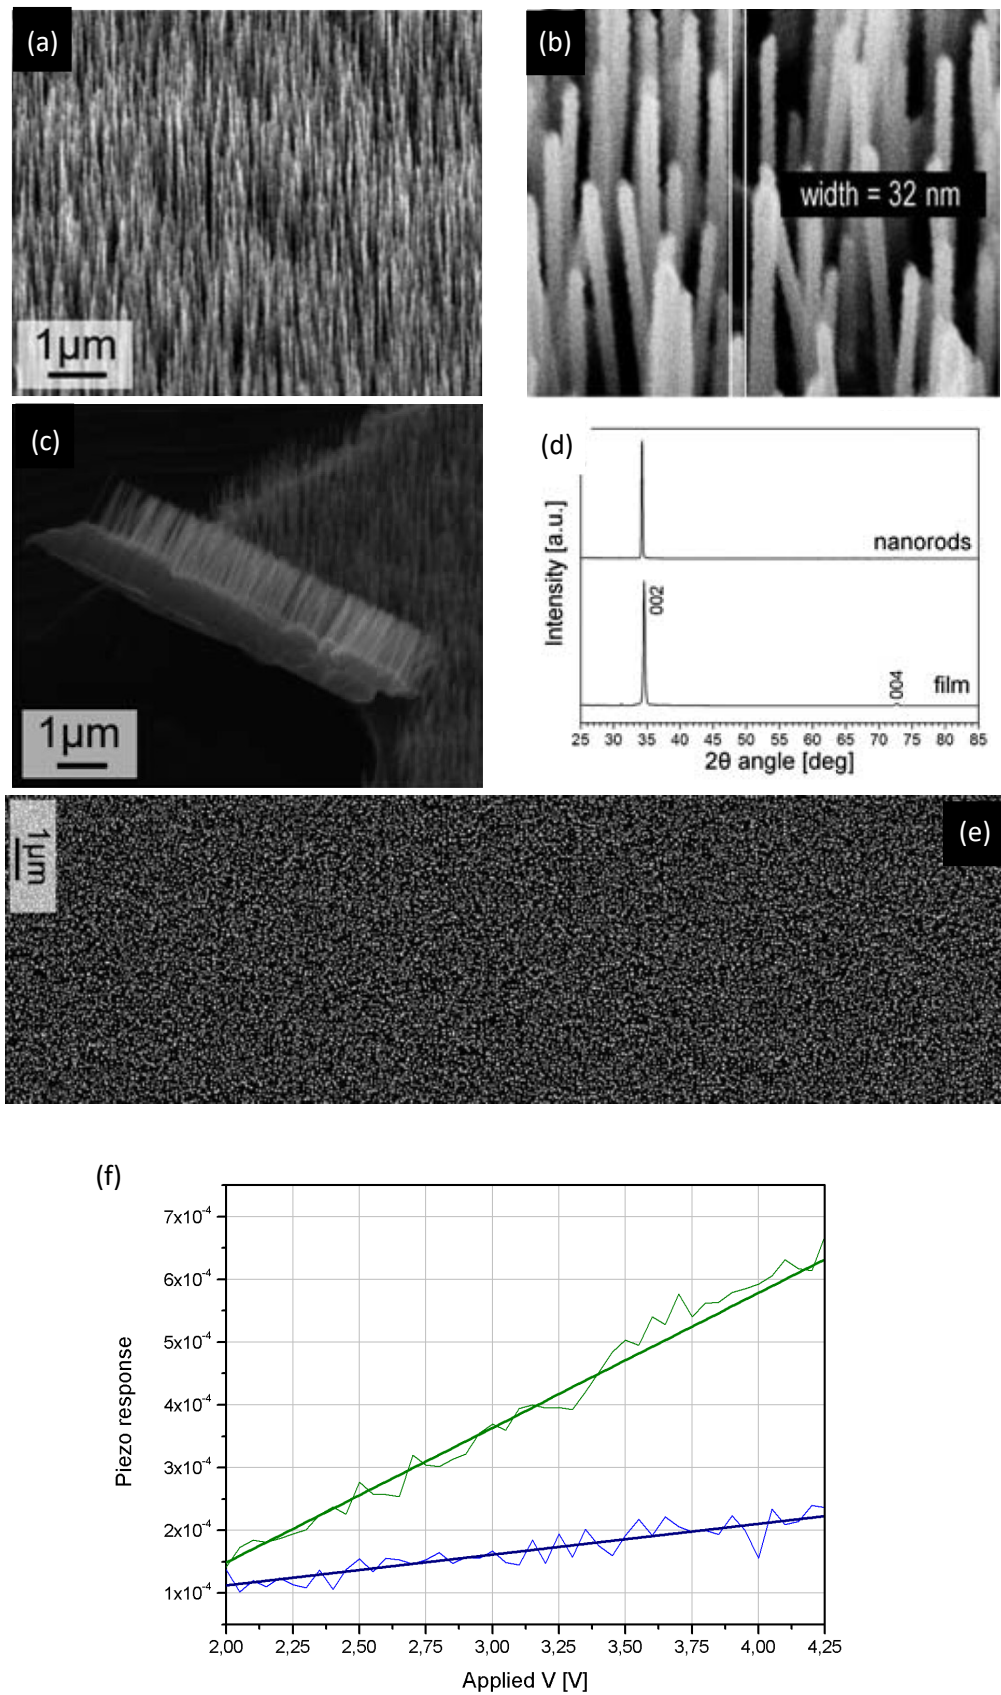 (a)
1µm
(b)
width = 32 nm
(c)
1µm
(d)
Intensity [a.u.]
nanorods
002
004
film
25 30 35 40 45 50 55 60 65 70 75 80 85
2θ angle [deg]
1µm
(e)
(f)
Piezo response
7x10⁻⁴
6x10⁻⁴
5x10⁻⁴
4x10⁻⁴
3x10⁻⁴
2x10⁻⁴
1x10⁻⁴
2,00 2,25 2,50 2,75 3,00 3,25 3,50 3,75 4,00 4,25
Applied V [V]